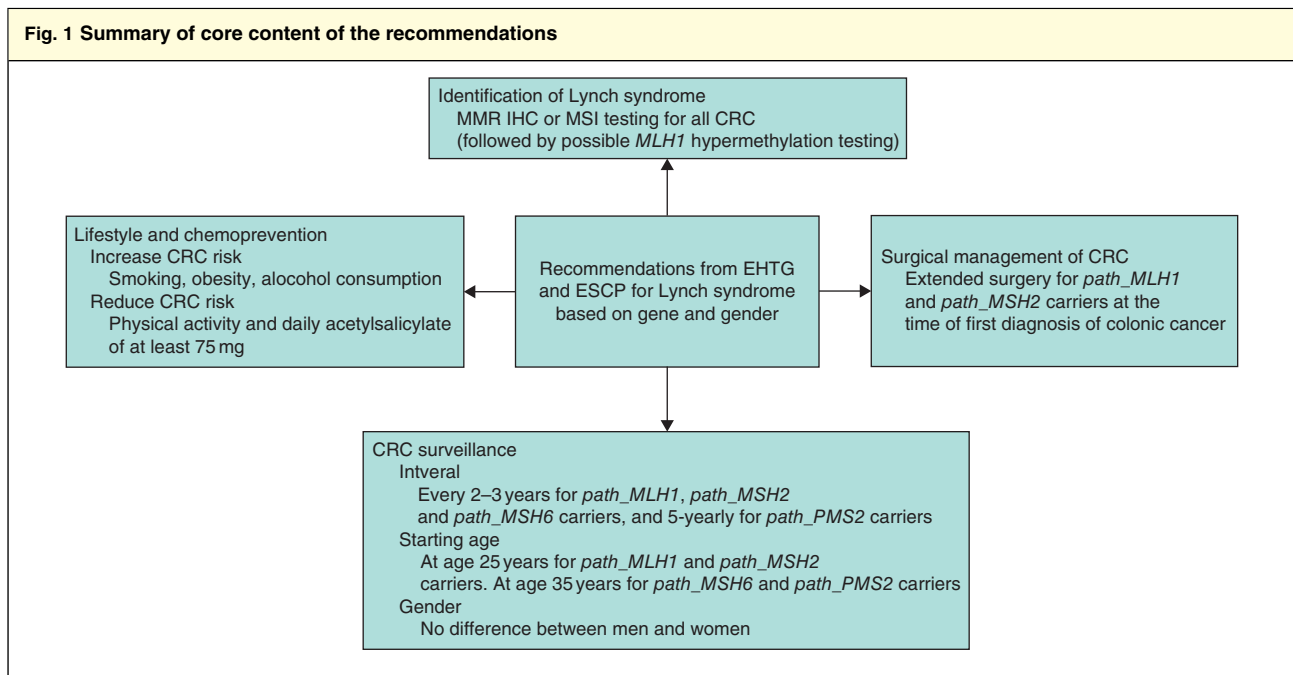 Fig. 1 Summary of core content of the recommendations
Identification of Lynch syndrome
MMR IHC or MSI testing for all CRC
(followed by possible MLH1 hypermethylation testing)
Lifestyle and chemoprevention
Increase CRC risk
Smoking, obesity, alocohol consumption
Reduce CRC risk
Physical activity and daily acetylsalicylate
of at least 75 mg
Recommendations from EHTG
and ESCP for Lynch syndrome
based on gene and gender
Surgical management of CRC
Extended surgery for path_MLH1
and path_MSH2 carriers at the
time of first diagnosis of colonic cancer
CRC surveillance
Intveral
Every 2–3 years for path_MLH1, path_MSH2
and path_MSH6 carriers, and 5-yearly for path_PMS2 carriers
Starting age
At age 25 years for path_MLH1 and path_MSH2
carriers. At age 35 years for path_MSH6 and path_PMS2 carriers
Gender
No difference between men and women